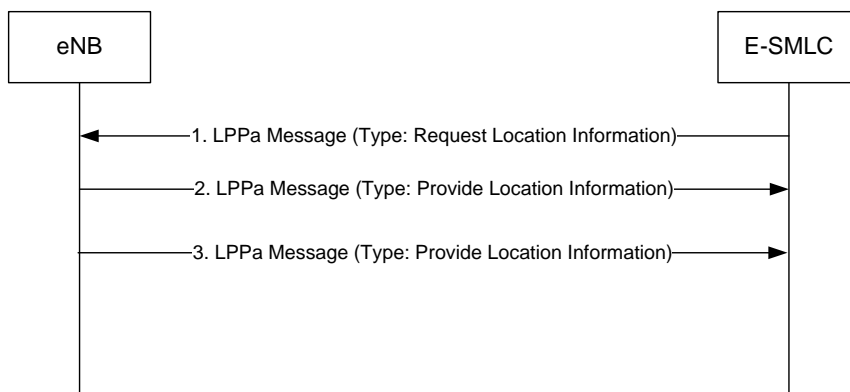 eNB
E-SMLC
1. LPPa Message (Type: Request Location Information)
2. LPPa Message (Type: Provide Location Information)
3. LPPa Message (Type: Provide Location Information)